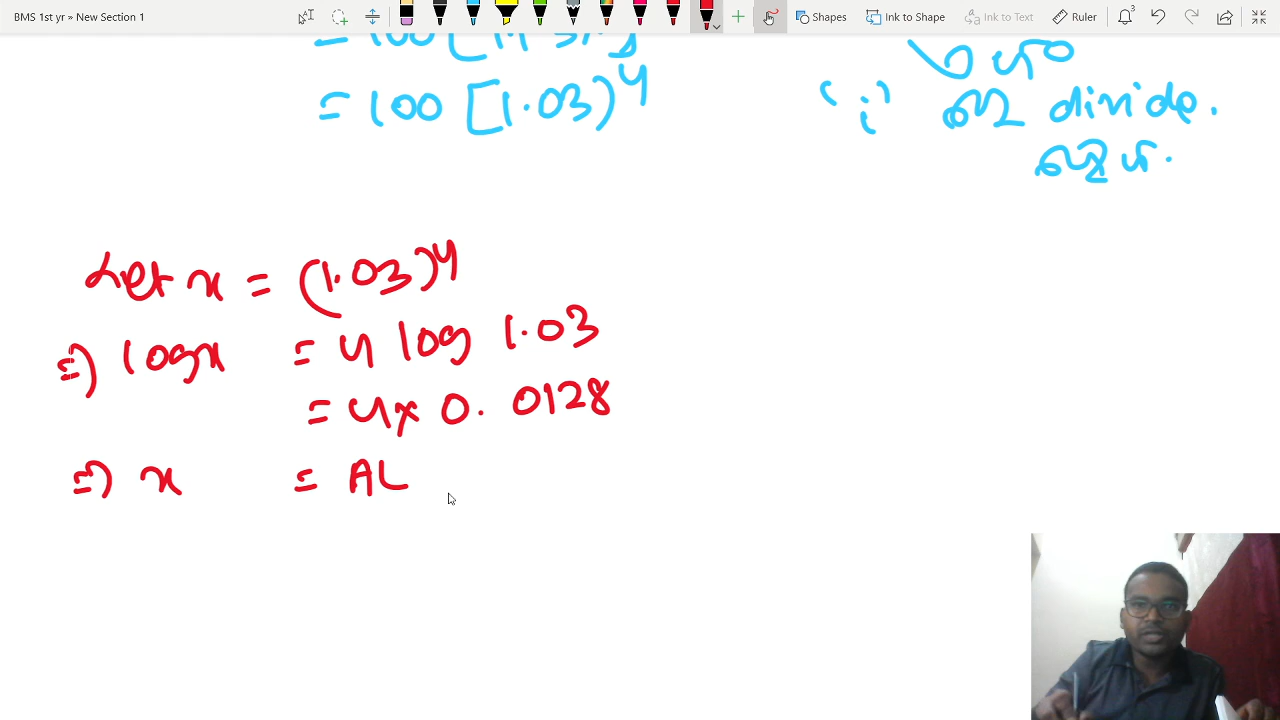 BMS 1st yr » New Section 1
Shapes
Ink to Shape
Ink to Text
Ruler
= 100 [1.03)^4
'i' divide.
Let x = (1.03)^4
=) log x = 4 log 1.03
= 4 x 0.0128
=) x = AL